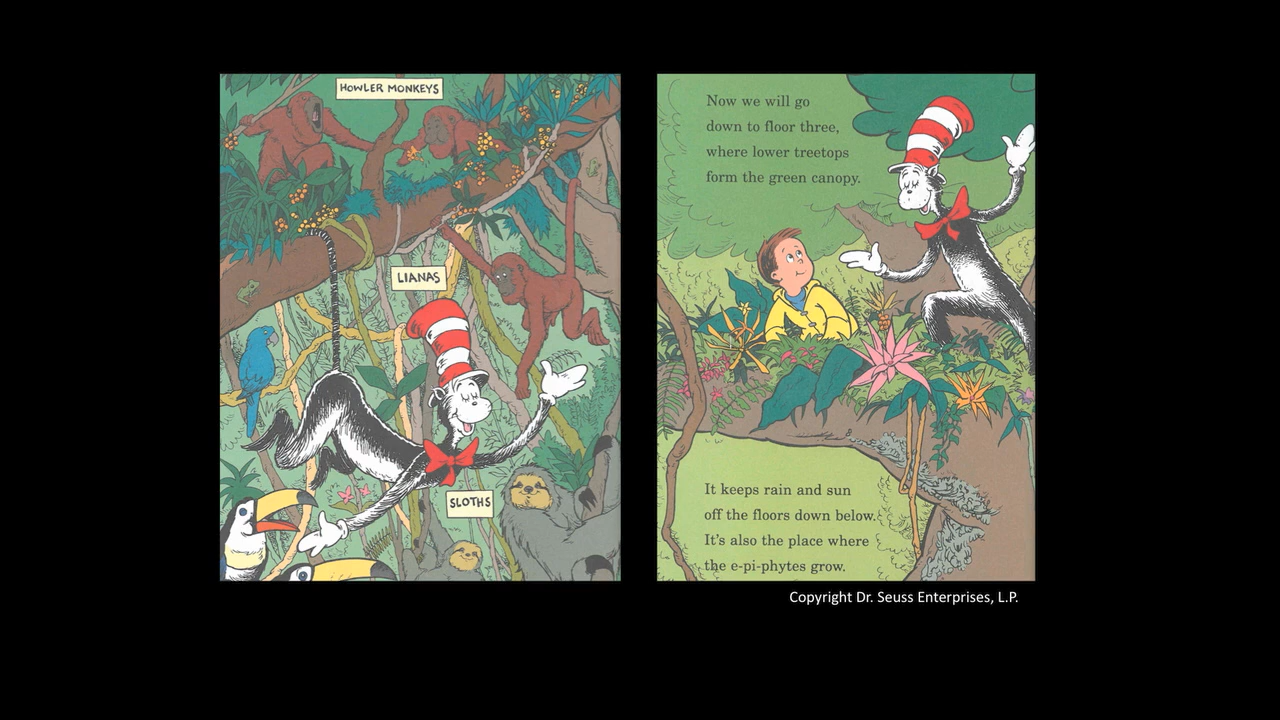 HOWLER MONKEYS
LIANAS
SLOTHS
Now we will go
down to floor three,
where lower treetops
form the green canopy.
It keeps rain and sun
off the floors down below.
It's also the place where
the e-pi-phytes grow.
Copyright Dr. Seuss Enterprises, L.P.